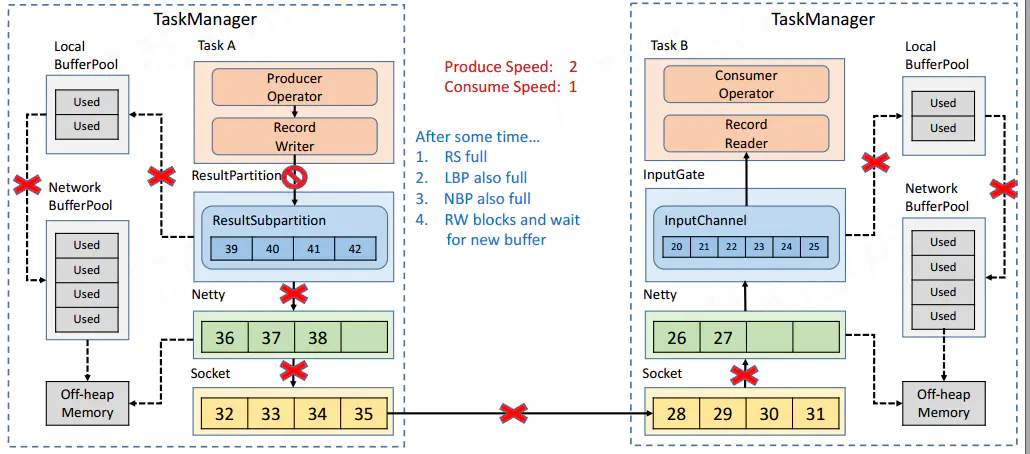 TaskManager
Local
BufferPool
Used
Used
Network
BufferPool
Used
Used
Used
Used
Off-heap
Memory
Task A
Producer
Operator
Record
Writer
ResultPartition
ResultSubpartition
39 40 41 42
Netty
36 37 38
Socket
32 33 34 35
Produce Speed: 2
Consume Speed: 1
After some time…
1. RS full
2. LBP also full
3. NBP also full
4. RW blocks and wait
for new buffer
TaskManager
Task B
Consumer
Operator
Record
Reader
InputGate
InputChannel
20 21 22 23 24 25
Netty
26 27
Socket
28 29 30 31
Local
BufferPool
Used
Used
Network
BufferPool
Used
Used
Used
Used
Off-heap
Memory